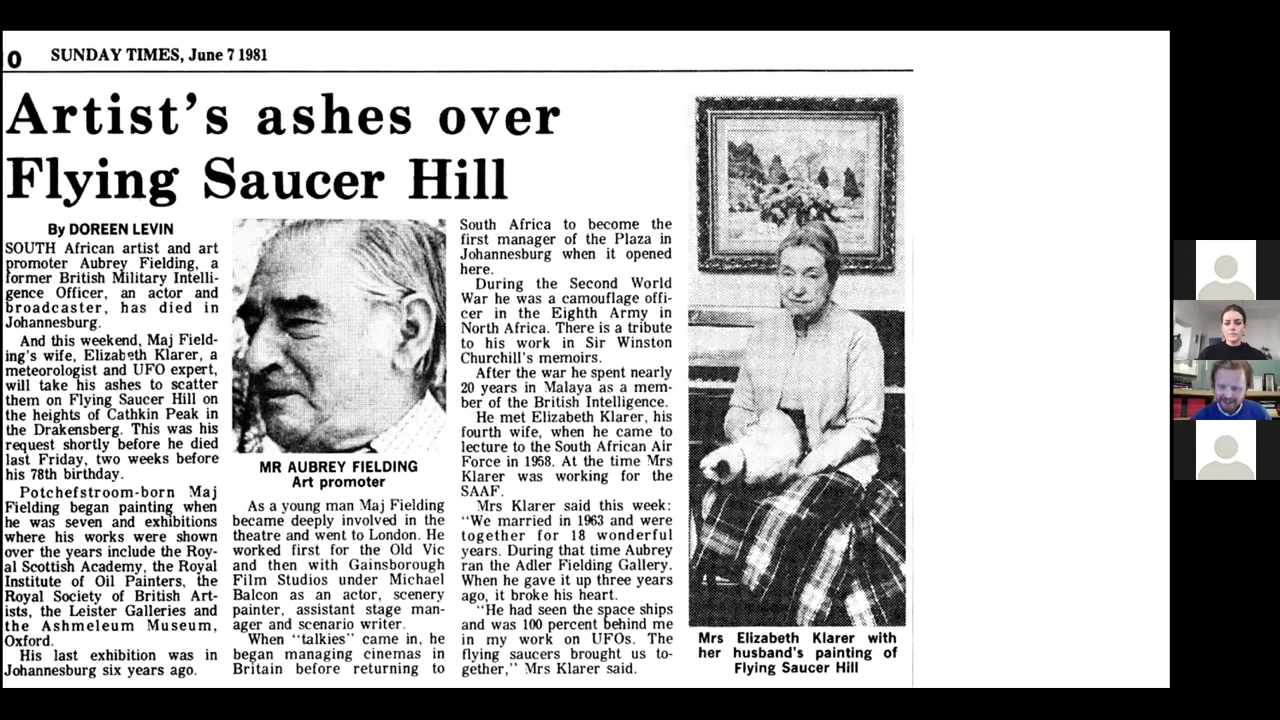 0 SUNDAY TIMES, June 7 1981
Artist's ashes over
Flying Saucer Hill
By DOREEN LEVIN
SOUTH African artist and art
promoter Aubrey Fielding, a
former British Military Intelli-
gence Officer, an actor and
broadcaster, has died in
Johannesburg.
And this weekend, Maj Field-
ing's wife, Elizabeth Klarer, a
meteorologist and UFO expert,
will take his ashes to scatter
them on Flying Saucer Hill on
the heights of Cathkin Peak in
the Drakensberg. This was his
request shortly before he died
last Friday, two weeks before
his 78th birthday.
Potchefstroom-born Maj
Fielding began painting when
he was seven and exhibitions
where his works were shown
over the years include the Roy-
al Scottish Academy, the Royal
Institute of Oil Painters, the
Royal Society of British Art-
ists, the Leister Galleries and
the Ashmeleum Museum,
Oxford.
His last exhibition was in
Johannesburg six years ago.
MR AUBREY FIELDING
Art promoter
As a young man Maj Fielding
became deeply involved in the
theatre and went to London. He
worked first for the Old Vic
and then with Gainsborough
Film Studios under Michael
Balcon as an actor, scenery
painter, assistant stage man-
ager and scenario writer.
When "talkies" came in, he
began managing cinemas in
Britain before returning to
South Africa to become the
first manager of the Plaza in
Johannesburg when it opened
here.
During the Second World
War he was a camouflage offi-
cer in the Eighth Army in
North Africa. There is a tribute
to his work in Sir Winston
Churchill's memoirs.
After the war he spent nearly
20 years in Malaya as a mem-
ber of the British Intelligence.
He met Elizabeth Klarer, his
fourth wife, when he came to
lecture to the South African Air
Force in 1958. At the time Mrs
Klarer was working for the
SAAF.
Mrs Klarer said this week:
"We married in 1963 and were
together for 18 wonderful
years. During that time Aubrey
ran the Adler Fielding Gallery.
When he gave it up three years
ago, it broke his heart.
"He had seen the space ships
and was 100 percent behind me
in my work on UFOs. The
flying saucers brought us to-
gether," Mrs Klarer said.
Mrs Elizabeth Klarer with
her husband's painting of
Flying Saucer Hill